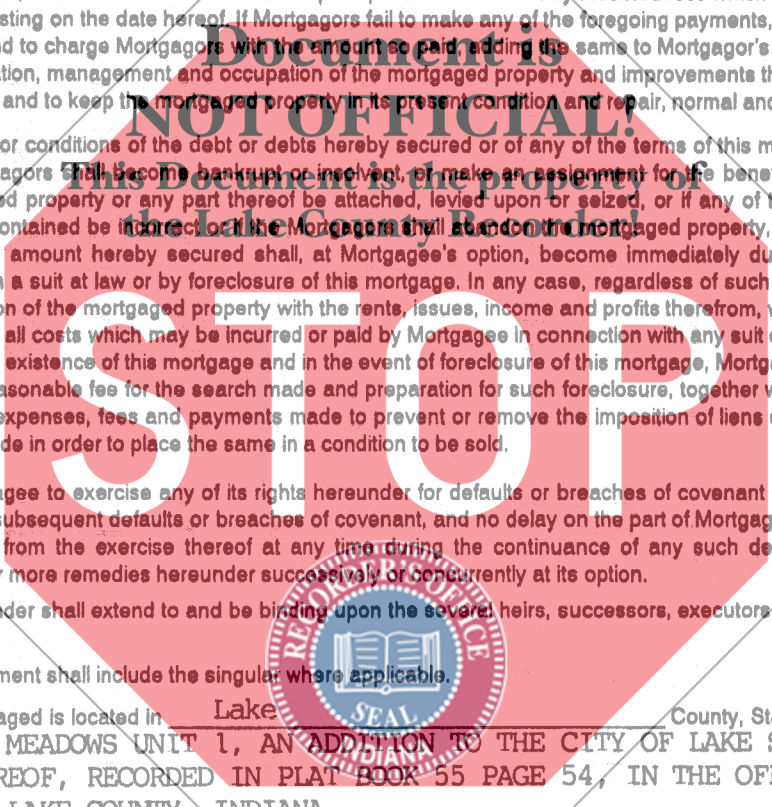 sting on the date hereof. If Mortgagors fail to make any of the foregoing payments,
Document is
nd to charge Mortgagors with the amount so paid, adding the same to Mortgagor's
tion, management and occupation of the mortgaged property and improvements th
and to keep the mortgaged property in its present condition and repair, normal and
NOT OFFICIAL!
or conditions of the debt or debts hereby secured or of any of the terms of this m
agors shall become bankrupt or insolvent, or make an assignment for the bene
This Document is the property of
ed property or any part thereof be attached, levied upon or seized, or if any of t
ontained be incorrect or if the Mortgagors shall abandon the mortgaged property,
the Lake County Recorder!
amount hereby secured shall, at Mortgagee's option, become immediately du
a suit at law or by foreclosure of this mortgage. In any case, regardless of such
on of the mortgaged property with the rents, issues, income and profits therefrom,
all costs which may be incurred or paid by Mortgagee in connection with any suit
existence of this mortgage and in the event of foreclosure of this mortgage, Mortg
asonable fee for the search made and preparation for such foreclosure, together
STOP
expenses, fees and payments made to prevent or remove the imposition of liens
de in order to place the same in a condition to be sold.
gee to exercise any of its rights hereunder for defaults or breaches of covenant
subsequent defaults or breaches of covenant, and no delay on the part of Mortgag
from the exercise thereof at any time during the continuance of any such de
r more remedies hereunder successively or concurrently at its option.
nder shall extend to and be binding upon the several heirs, successors, executors
RECORDER'S OFFICE
ment shall include the singular where applicable.
SEAL
INDIANA
aged is located in Lake County, St
MEADOWS UNIT 1, AN ADDITION TO THE CITY OF LAKE S
REOF, RECORDED IN PLAT BOOK 55 PAGE 54, IN THE OF
LAKE COUNTY, INDIANA